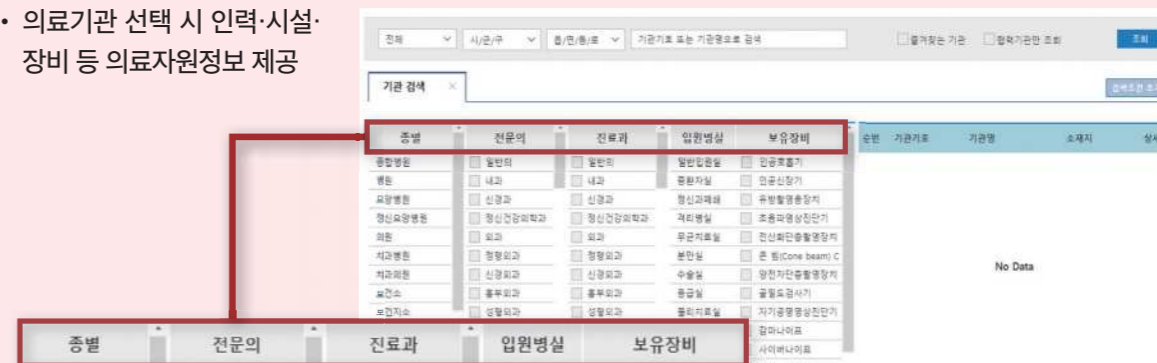 • 의료기관 선택 시 인력·시설·
장비 등 의료자원정보 제공
전체 시/군/구 읍/면/동/로 기관기호 또는 기관명으로 검색 즐겨찾는 기관 협력기관만 조회 조회
기관 검색 ×
종별 전문의 진료과 입원병실 보유장비 순번 기관기호 기관명 소재지
종합병원 일반의 일반의 일반입원실 인공호흡기
병원 내과 내과 중환자실 인공신장기
요양병원 신경과 신경과 정신과폐쇄 유방촬영용장치
정신요양병원 정신건강의학과 정신건강의학과 격리병실 초음파영상진단기
의원 외과 외과 무균치료실 전산화단층촬영장치
치과병원 정형외과 정형외과 분만실 콘 빔(Cone beam) C
치과의원 신경외과 신경외과 수술실 양전자단층촬영장치
보건소 흉부외과 흉부외과 응급실 골밀도검사기
보건지소 성형외과 성형외과 물리치료실 자기공명영상진단기
감마나이프
사이버나이프
No Data
종별 전문의 진료과 입원병실 보유장비